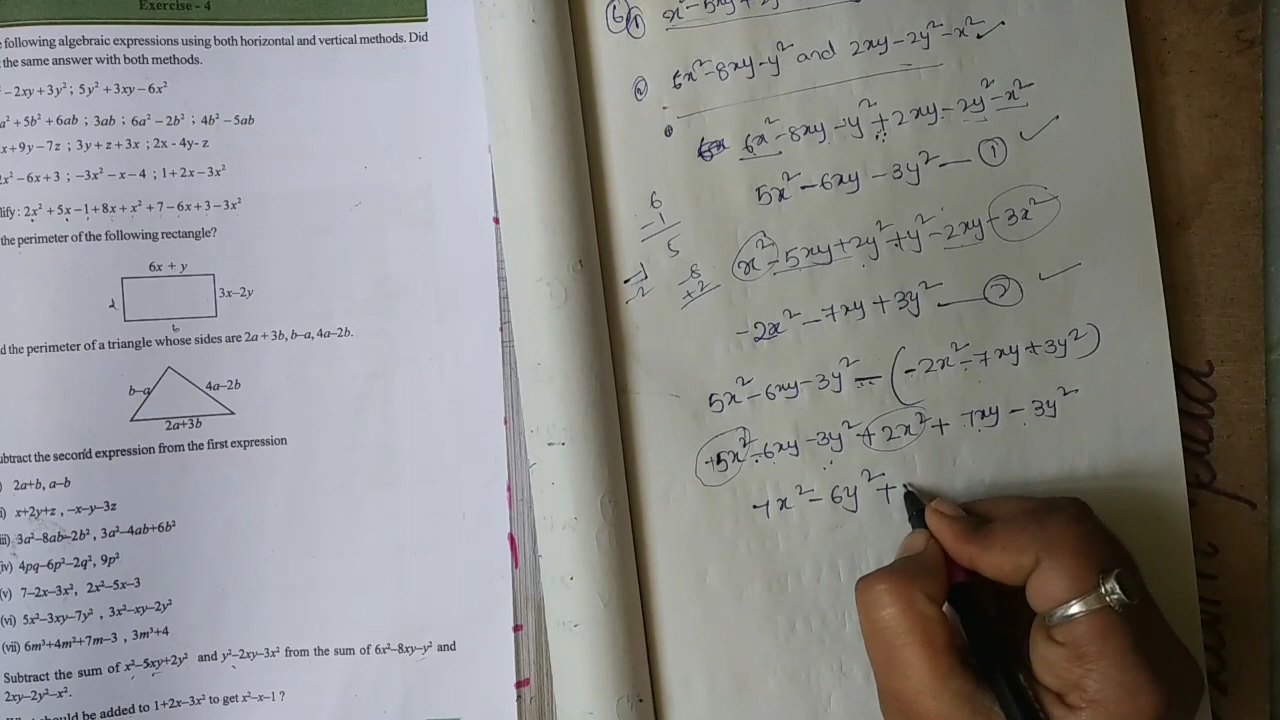 Exercise - 4
following algebraic expressions using both horizontal and vertical methods. Did
the same answer with both methods.
-2xy+3y²; 5y²+3xy-6x²
a²+5b²+6ab ; 3ab ; 6a²-2b² ; 4b²-5ab
x+9y-7z ; 3y+z+3x ; 2x - 4y- z
x²-6x+3 ; -3x²-x-4 ; 1+2x-3x²
lify: 2x²+5x-1+8x+x²+7-6x+3-3x²
the perimeter of the following rectangle?
6x + y
3x-2y
d the perimeter of a triangle whose sides are 2a+3b, b-a, 4a-2b.
b-a
4a-2b
2a+3b
ubtract the second expression from the first expression
) 2a+b, a-b
i) x+2y+z , -x-y-3z
iii) 3a²-8ab-2b², 3a²-4ab+6b²
iv) 4pq-6p²-2q², 9p²
(v) 7-2x-3x², 2x²-5x-3
(vi) 5x²-3xy-7y² , 3x²-xy-2y²
(vii) 6m³+4m²+7m-3 , 3m³+4
Subtract the sum of x²-5xy+2y² and y²-2xy-3x² from the sum of 6x²-8xy-y² and
2xy-2y²-x².
be added to 1+2x-3x² to get x²-x-1 ?
6x²-8xy-y² and 2xy-2y²-x²
6x²-8xy-y²+2xy-2y²-x²
5x²-6xy-3y² — ①
6
-1
5
-8
+2
x²-5xy+2y²+y²-2xy-3x²
-2x²-7xy+3y² — ②
5x²-6xy-3y²-(-2x²-7xy+3y²)
+5x²-6xy-3y²+2x²+7xy-3y²
7x²-6y²+